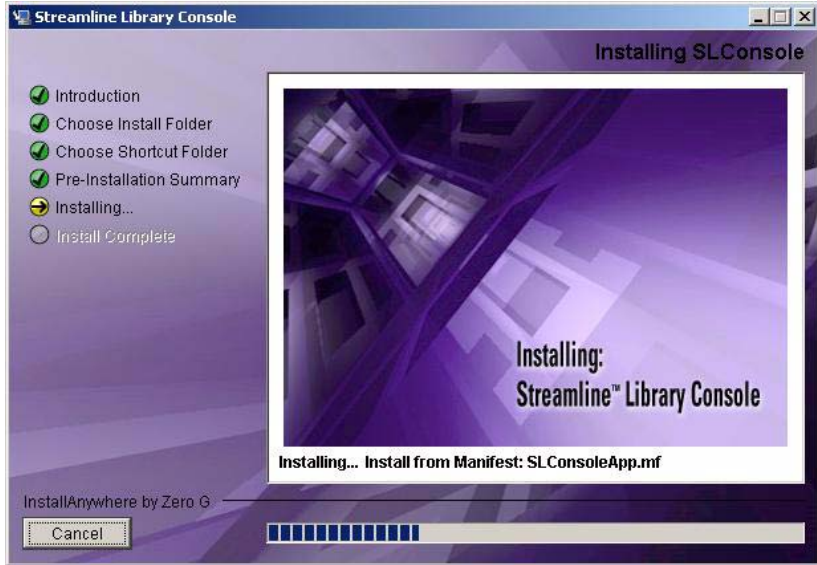 Streamline Library Console
Installing SLConsole
Introduction
Choose Install Folder
Choose Shortcut Folder
Pre-Installation Summary
Installing...
Install Complete
Installing:
Streamline™ Library Console
Installing... Install from Manifest: SLConsoleApp.mf
InstallAnywhere by Zero G
Cancel